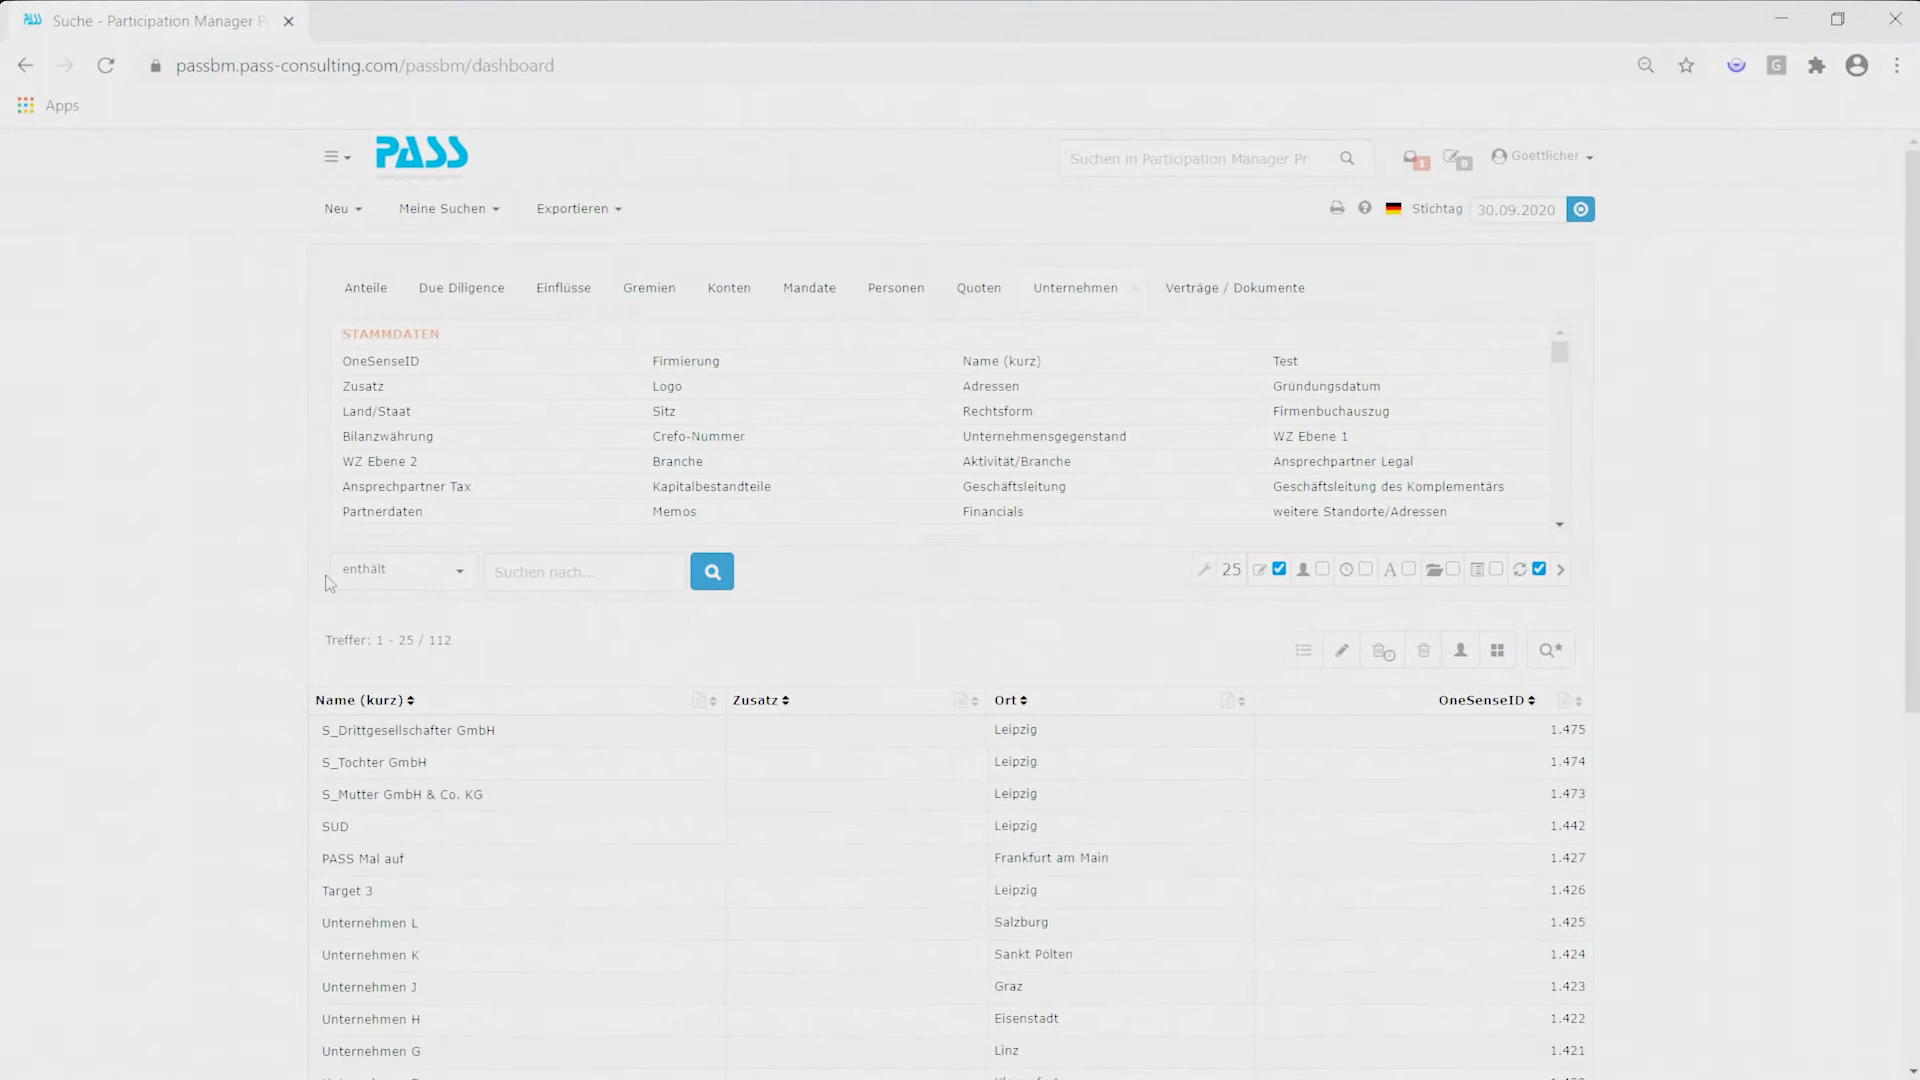 Suche - Participation Manager P
passbm.pass-consulting.com/passbm/dashboard
G
Apps
PASS
Suchen in Participation Manager Pr
1
0
Goettlicher
Neu
Meine Suchen
Exportieren
Stichtag
30.09.2020
Anteile
Due Diligence
Einflüsse
Gremien
Konten
Mandate
Personen
Quoten
Unternehmen
Verträge / Dokumente
STAMMDATEN
OneSenseID
Firmierung
Name (kurz)
Test
Zusatz
Logo
Adressen
Gründungsdatum
Land/Staat
Sitz
Rechtsform
Firmenbuchauszug
Bilanzwährung
Crefo-Nummer
Unternehmensgegenstand
WZ Ebene 1
WZ Ebene 2
Branche
Aktivität/Branche
Ansprechpartner Legal
Ansprechpartner Tax
Kapitalbestandteile
Geschäftsleitung
Geschäftsleitung des Komplementärs
Partnerdaten
Memos
Financials
weitere Standorte/Adressen
enthält
Suchen nach...
25
A
Treffer: 1 - 25 / 112
Name (kurz)
Zusatz
Ort
OneSenseID
S_Drittgesellschafter GmbH
Leipzig
1.475
S_Tochter GmbH
Leipzig
1.474
S_Mutter GmbH & Co. KG
Leipzig
1.473
SUD
Leipzig
1.442
PASS Mal auf
Frankfurt am Main
1.427
Target 3
Leipzig
1.426
Unternehmen L
Salzburg
1.425
Unternehmen K
Sankt Pölten
1.424
Unternehmen J
Graz
1.423
Unternehmen H
Eisenstadt
1.422
Unternehmen G
Linz
1.421